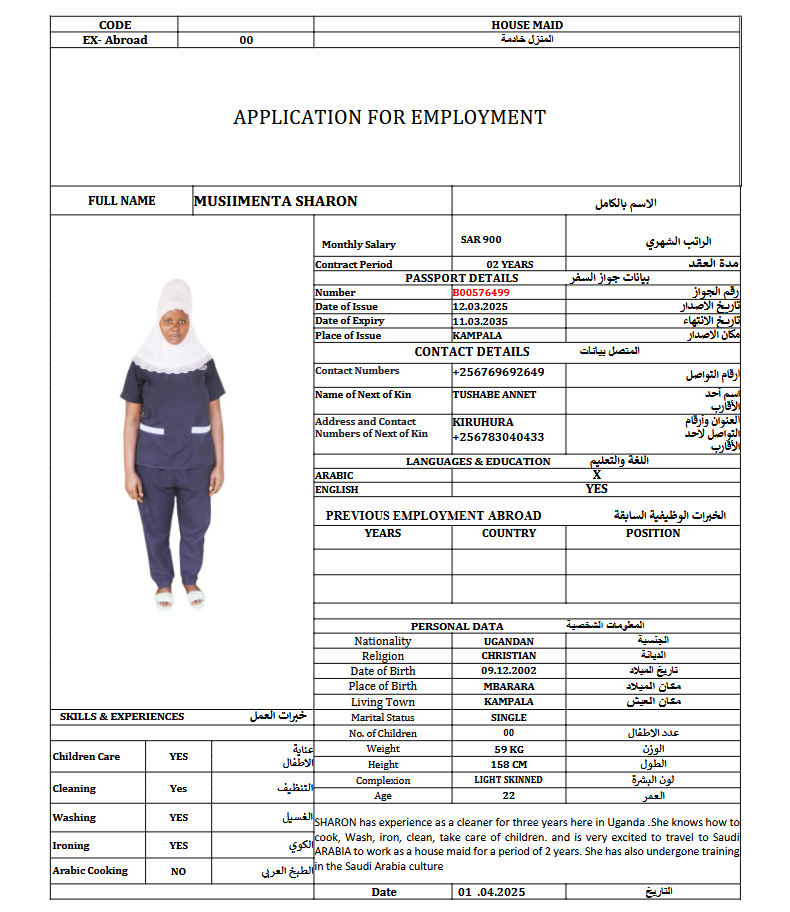 CODE HOUSE MAID
EX- Abroad 00 المنزل خادمة
APPLICATION FOR EMPLOYMENT
FULL NAME MUSIIMENTA SHARON الاسم بالكامل
Monthly Salary SAR 900 الراتب الشهري
Contract Period 02 YEARS مدة العقد
PASSPORT DETAILS بيانات جواز السفر
Number B00576499 رقم الجواز
Date of Issue 12.03.2025 تاريخ الاصدار
Date of Expiry 11.03.2035 تاريخ الانتهاء
Place of Issue KAMPALA مكان الاصدار
CONTACT DETAILS المتصل بيانات
Contact Numbers +256769692649 ارقام التواصل
Name of Next of Kin TUSHABE ANNET اسم أحد
الأقارب
Address and Contact KIRUHURA العنوان وأرقام
Numbers of Next of Kin +256783040433 التواصل لاحد
الأقارب
LANGUAGES & EDUCATION اللغة والتعليم
ARABIC X
ENGLISH YES
PREVIOUS EMPLOYMENT ABROAD الخبرات الوظيفية السابقة
YEARS COUNTRY POSITION
PERSONAL DATA المعلومات الشخصية
Nationality UGANDAN الجنسية
Religion CHRISTIAN الديانة
Date of Birth 09.12.2002 تاريخ الميلاد
Place of Birth MBARARA مكان الميلاد
Living Town KAMPALA مكان العيش
Marital Status SINGLE
No. of Children 00 عدد الاطفال
Weight 59 KG الوزن
Height 158 CM الطول
Complexion LIGHT SKINNED لون البشرة
Age 22 العمر
SKILLS & EXPERIENCES خبرات العمل
Children Care YES عناية
الاطفال
Cleaning Yes التنظيف
Washing YES الغسيل
Ironing YES الكوي
Arabic Cooking NO الطبخ العربي
SHARON has experience as a cleaner for three years here in Uganda .She knows how to
cook, Wash, iron, clean, take care of children. and is very excited to travel to Saudi
ARABIA to work as a house maid for a period of 2 years. She has also undergone training
in the Saudi Arabia culture
Date 01 .04.2025 التاريخ